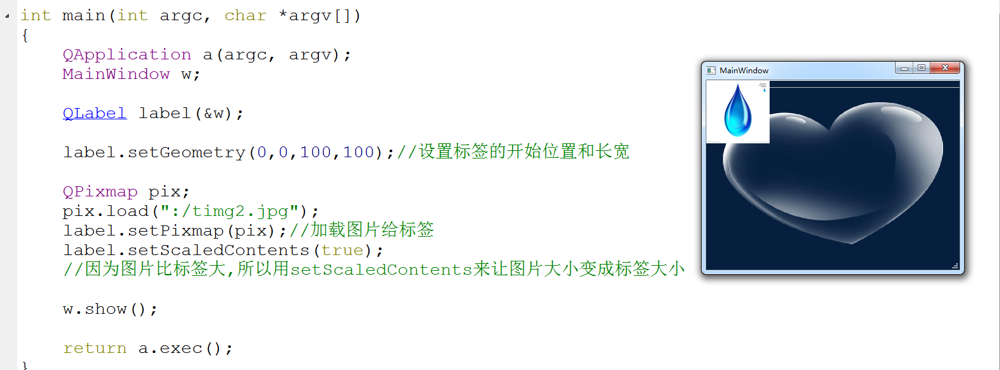 int main(int argc, char *argv[])
{
QApplication a(argc, argv);
MainWindow w;
QLabel label(&w);
label.setGeometry(0,0,100,100);//设置标签的开始位置和长宽
QPixmap pix;
pix.load(":/timg2.jpg");
label.setPixmap(pix);//加载图片给标签
label.setScaledContents(true);
//因为图片比标签大,所以用setScaledContents来让图片大小变成标签大小
w.show();
return a.exec();
}
MainWindow